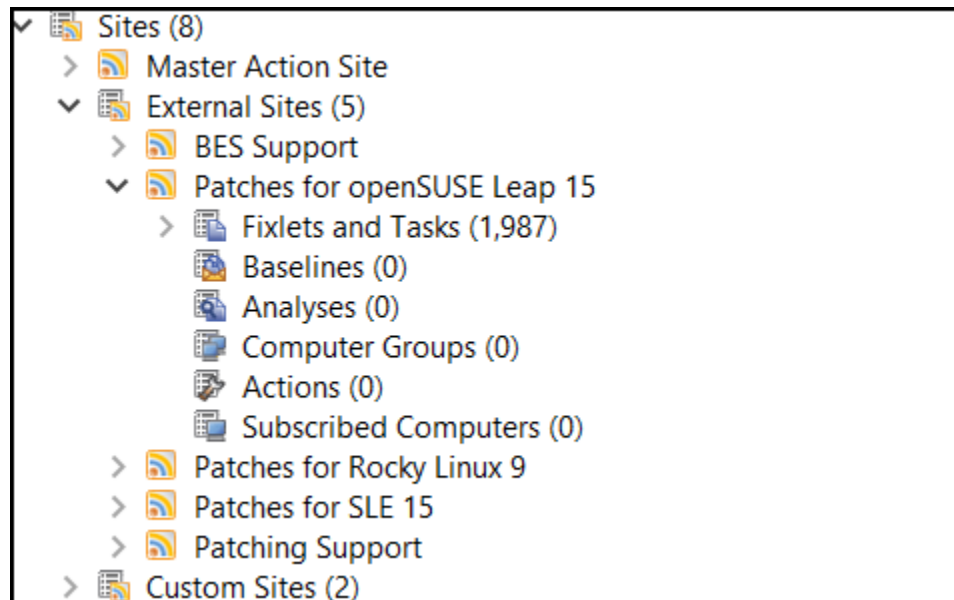 Sites (8)
Master Action Site
External Sites (5)
BES Support
Patches for openSUSE Leap 15
Fixlets and Tasks (1,987)
Baselines (0)
Analyses (0)
Computer Groups (0)
Actions (0)
Subscribed Computers (0)
Patches for Rocky Linux 9
Patches for SLE 15
Patching Support
Custom Sites (2)